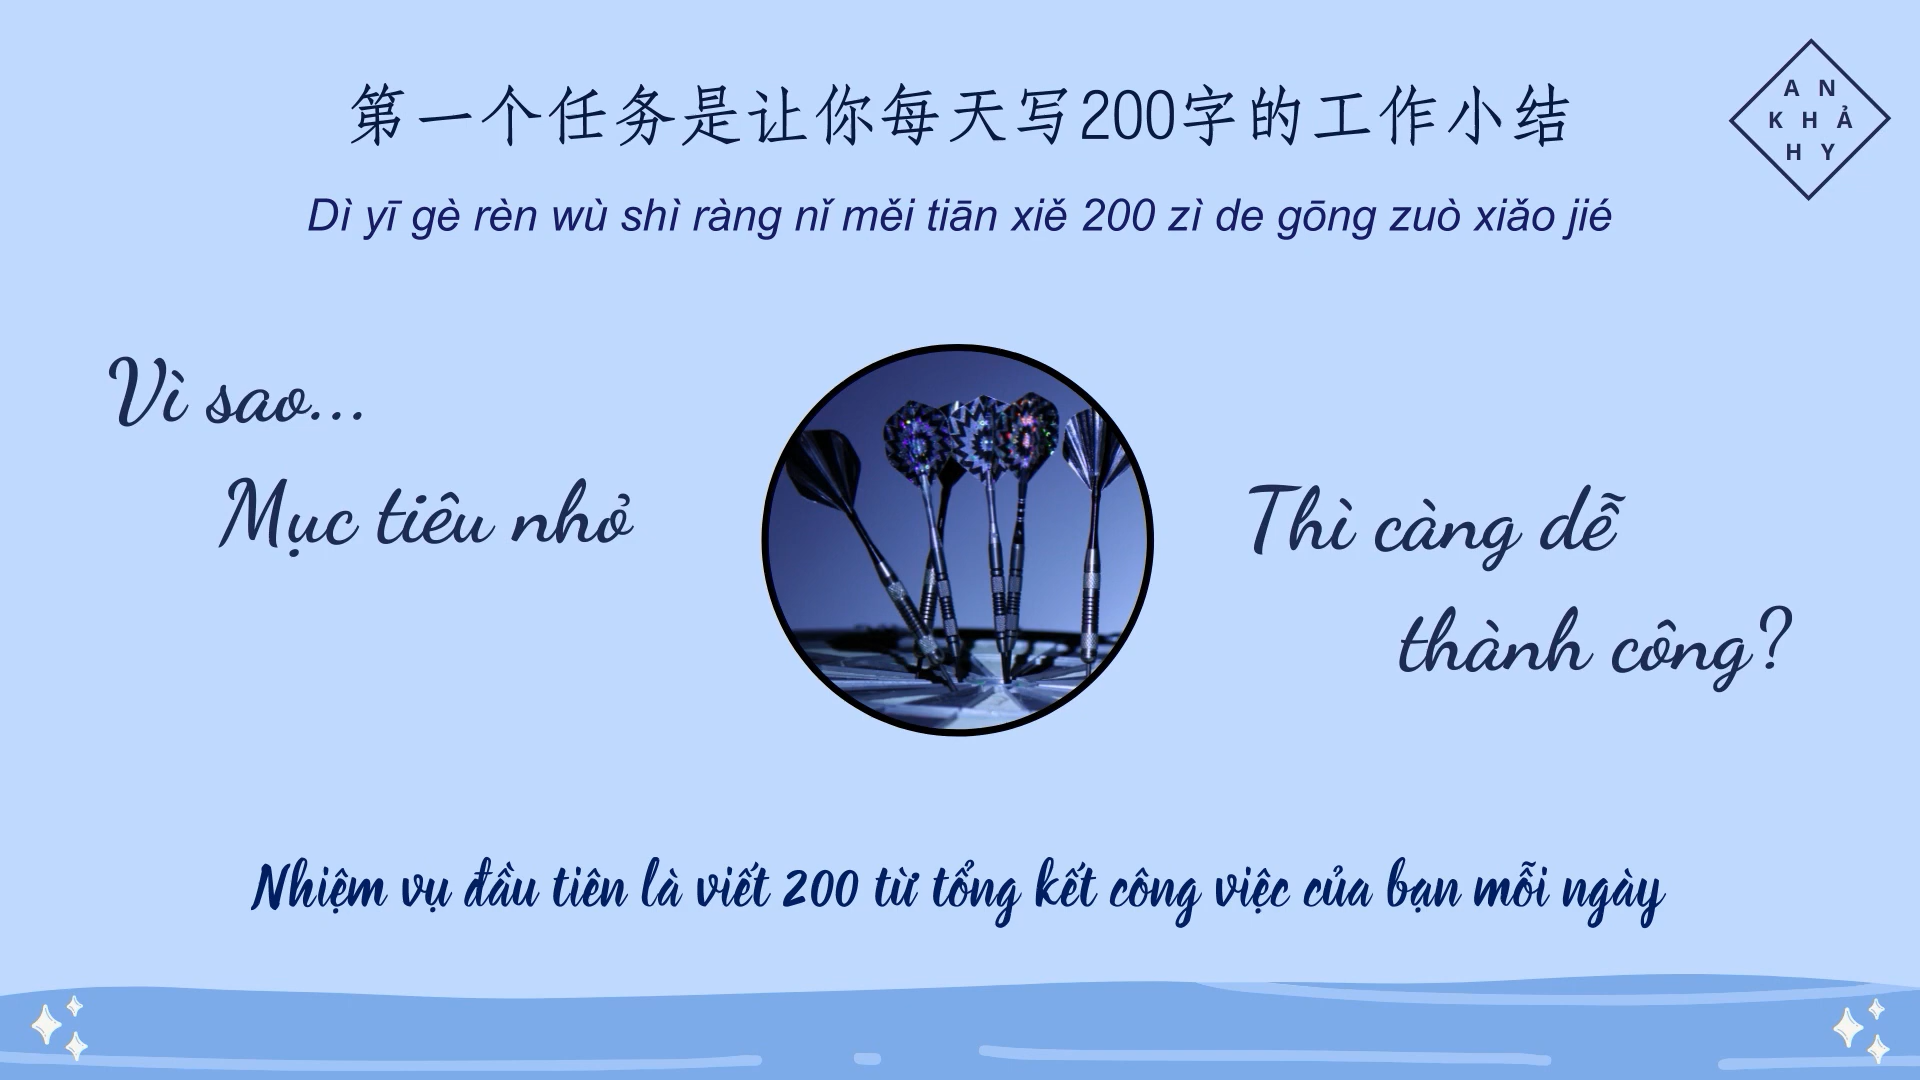 第一个任务是让你每天写200字的工作小结
A N
K H Ả
H Y
Dì yī gè rèn wù shì ràng nǐ měi tiān xiě 200 zì de gōng zuò xiǎo jié
Vì sao...
Mục tiêu nhỏ
Thì càng dễ
thành công?
Nhiệm vụ đầu tiên là viết 200 từ tổng kết công việc của bạn mỗi ngày